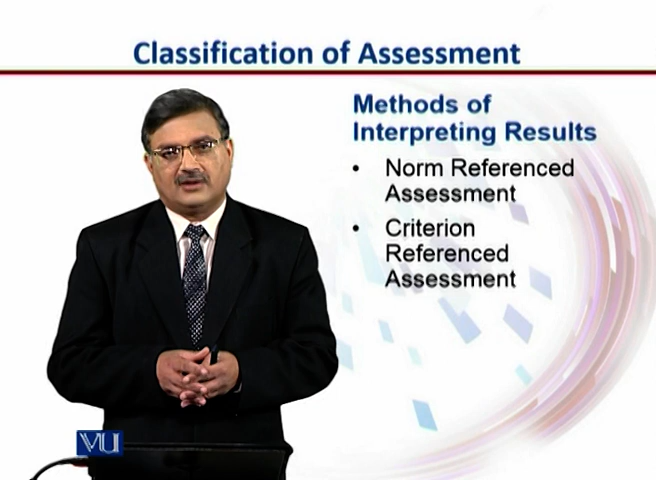 Classification of Assessment
Methods of
Interpreting Results
• Norm Referenced
Assessment
• Criterion
Referenced
Assessment
VU